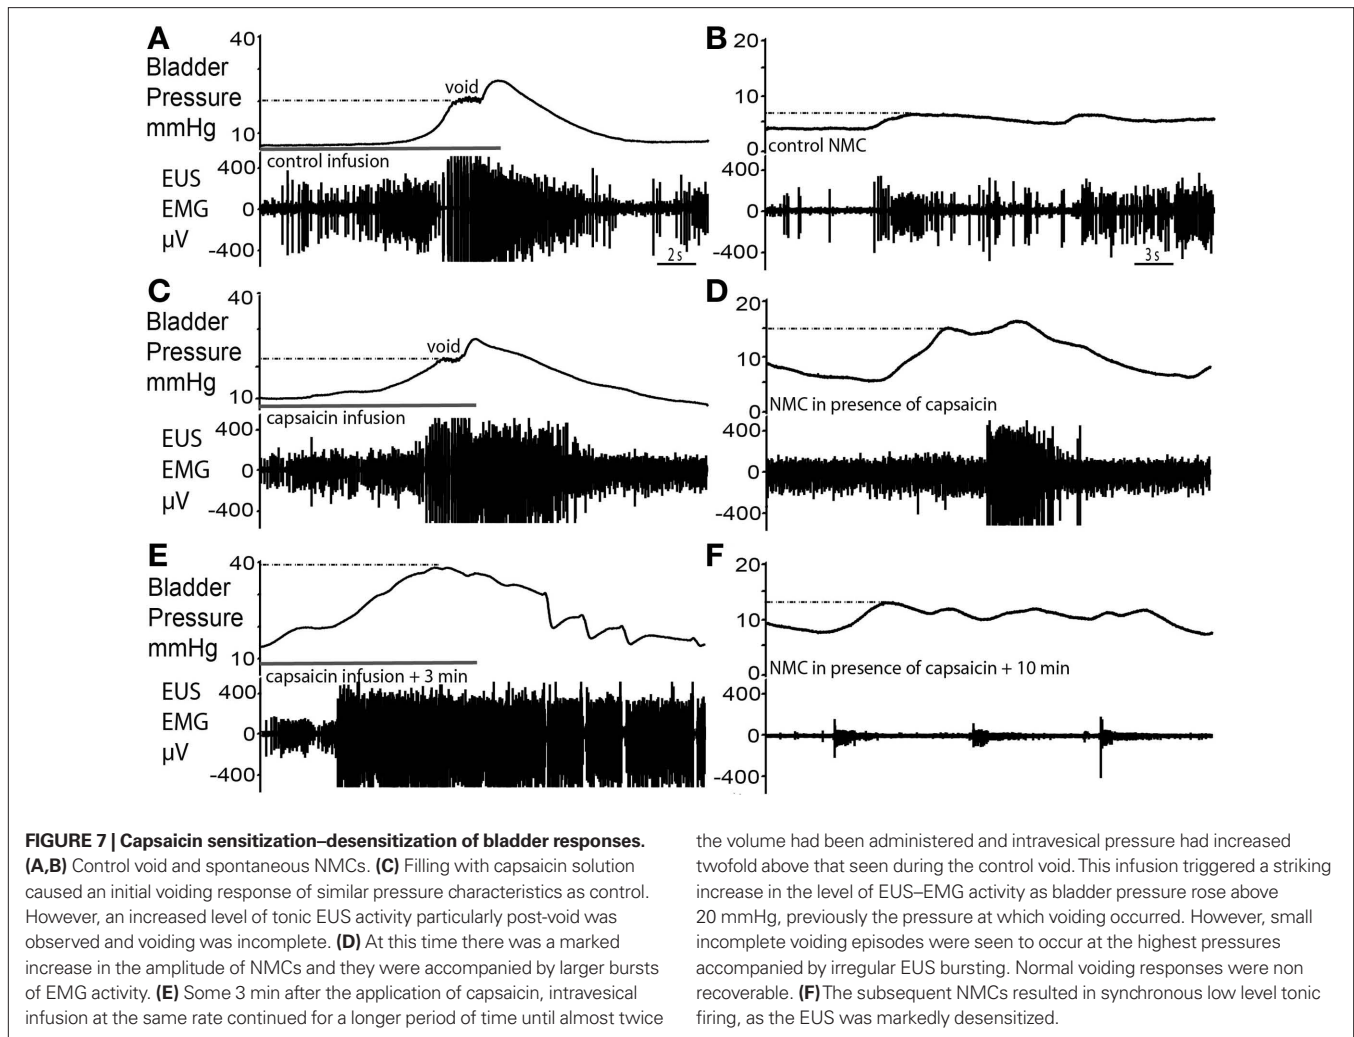 A
40
Bladder
Pressure
mmHg
10
void
control infusion
EUS
EMG
µV
400
0
-400
2 s
B
20
10
0
control NMC
400
0
-400
3 s
C
40
Bladder
Pressure
mmHg
10
void
capsaicin infusion
EUS
EMG
µV
400
0
-400
D
20
10
0
NMC in presence of capsaicin
400
0
-400
E
40
Bladder
Pressure
mmHg
10
capsaicin infusion + 3 min
EUS
EMG
µV
400
0
-400
F
20
10
0
NMC in presence of capsaicin + 10 min
400
0
-400
FIGURE 7 | Capsaicin sensitization–desensitization of bladder responses.
(A,B) Control void and spontaneous NMCs. (C) Filling with capsaicin solution
caused an initial voiding response of similar pressure characteristics as control.
However, an increased level of tonic EUS activity particularly post-void was
observed and voiding was incomplete. (D) At this time there was a marked
increase in the amplitude of NMCs and they were accompanied by larger bursts
of EMG activity. (E) Some 3 min after the application of capsaicin, intravesical
infusion at the same rate continued for a longer period of time until almost twice
the volume had been administered and intravesical pressure had increased
twofold above that seen during the control void. This infusion triggered a striking
increase in the level of EUS–EMG activity as bladder pressure rose above
20 mmHg, previously the pressure at which voiding occurred. However, small
incomplete voiding episodes were seen to occur at the highest pressures
accompanied by irregular EUS bursting. Normal voiding responses were non
recoverable. (F) The subsequent NMCs resulted in synchronous low level tonic
firing, as the EUS was markedly desensitized.